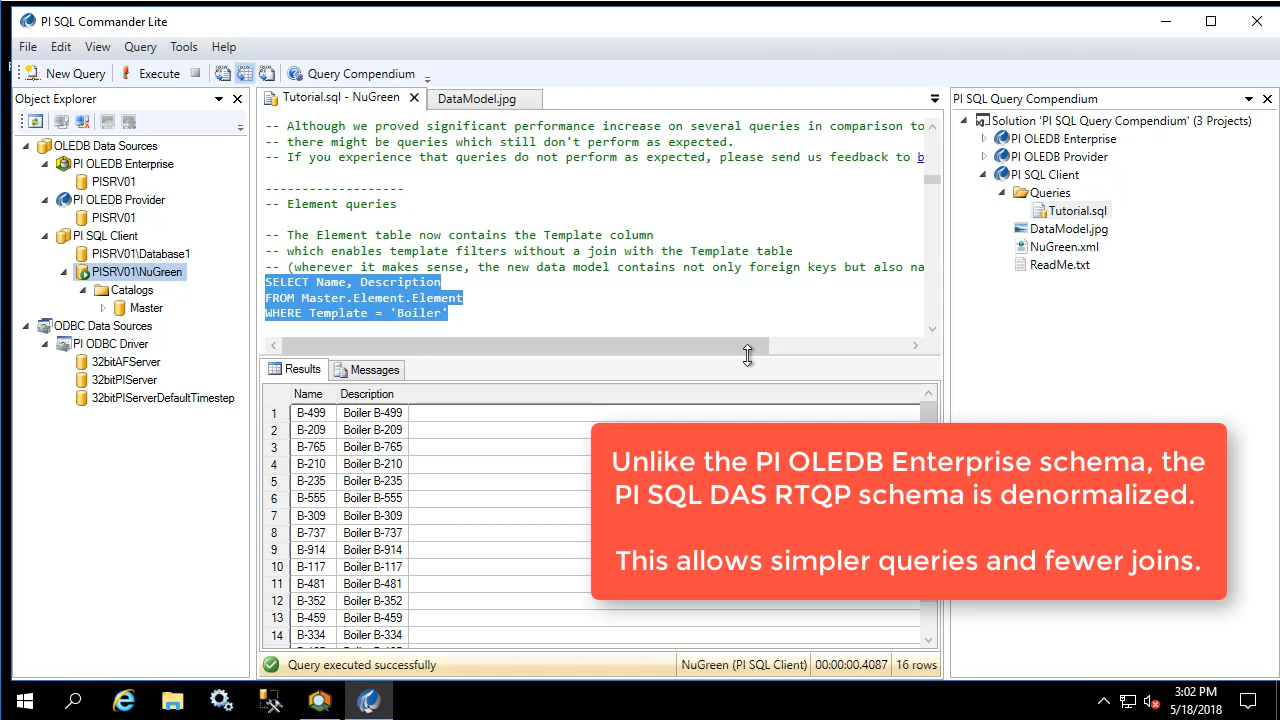 PI SQL Commander Lite
File Edit View Query Tools Help
New Query Execute Query Compendium
Object Explorer
OLEDB Data Sources
PI OLEDB Enterprise
PISRV01
PI OLEDB Provider
PISRV01
PI SQL Client
PISRV01\Database1
PISRV01\NuGreen
Catalogs
Master
ODBC Data Sources
PI ODBC Driver
32bitAFServer
32bitPIServer
32bitPIServerDefaultTimestep
Tutorial.sql - NuGreen
DataModel.jpg
-- Although we proved significant performance increase on several queries in comparison to
-- there might be queries which still don't perform as expected.
-- If you experience that queries do not perform as expected, please send us feedback to b
------------------
-- Element queries
-- The Element table now contains the Template column
-- which enables template filters without a join with the Template table
-- (wherever it makes sense, the new data model contains not only foreign keys but also na
SELECT Name, Description
FROM Master.Element.Element
WHERE Template = 'Boiler'
Results Messages
Name Description
1 B-499 Boiler B-499
2 B-209 Boiler B-209
3 B-765 Boiler B-765
4 B-210 Boiler B-210
5 B-235 Boiler B-235
6 B-555 Boiler B-555
7 B-309 Boiler B-309
8 B-737 Boiler B-737
9 B-914 Boiler B-914
10 B-117 Boiler B-117
11 B-481 Boiler B-481
12 B-352 Boiler B-352
13 B-459 Boiler B-459
14 B-334 Boiler B-334
Query executed successfully
NuGreen (PI SQL Client) 00:00:00.4087 16 rows
PI SQL Query Compendium
Solution 'PI SQL Query Compendium' (3 Projects)
PI OLEDB Enterprise
PI OLEDB Provider
PI SQL Client
Queries
Tutorial.sql
DataModel.jpg
NuGreen.xml
ReadMe.txt
Unlike the PI OLEDB Enterprise schema, the
PI SQL DAS RTQP schema is denormalized.
This allows simpler queries and fewer joins.
3:02 PM
5/18/2018